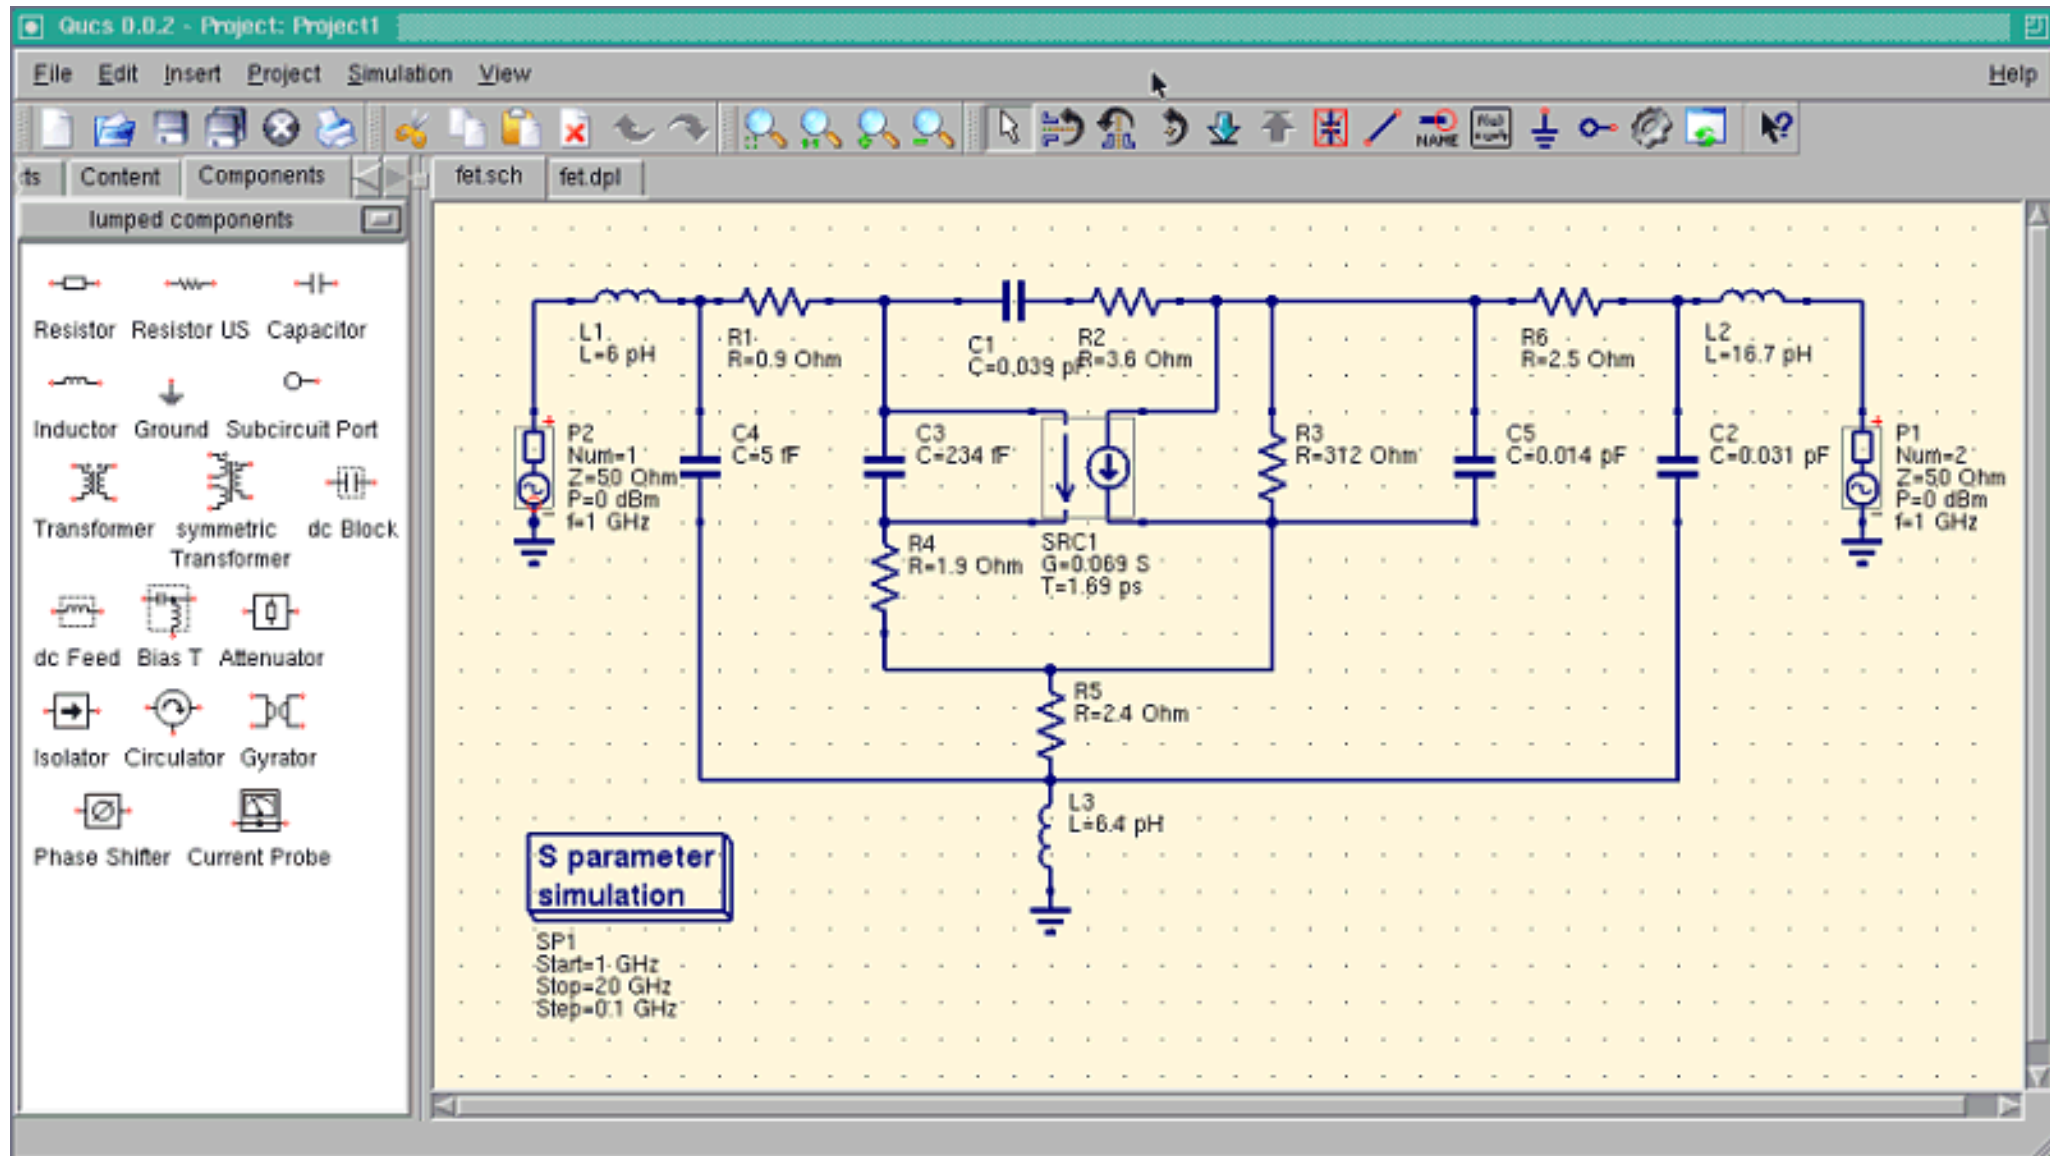 Qucs 0.0.2 - Project: Project1
File Edit Insert Project Simulation View Help
NAME
ts Content Components
fet.sch fet.dpl
lumped components
Resistor Resistor US Capacitor
Inductor Ground Subcircuit Port
Transformer symmetric Transformer dc Block
dc Feed Bias T Attenuator
Isolator Circulator Gyrator
Phase Shifter Current Probe
L1
L=6 pH
R1
R=0.9 Ohm
C1
C=0.039 pF
R2
R=3.6 Ohm
R6
R=2.5 Ohm
L2
L=16.7 pH
P2
Num=1
Z=50 Ohm
P=0 dBm
f=1 GHz
C4
C=5 fF
C3
C=234 fF
R3
R=312 Ohm
C5
C=0.014 pF
C2
C=0.031 pF
P1
Num=2
Z=50 Ohm
P=0 dBm
f=1 GHz
R4
R=1.9 Ohm
SRC1
G=0.069 S
T=1.69 ps
R5
R=2.4 Ohm
L3
L=6.4 pH
S parameter
simulation
SP1
Start=1 GHz
Stop=20 GHz
Step=0.1 GHz